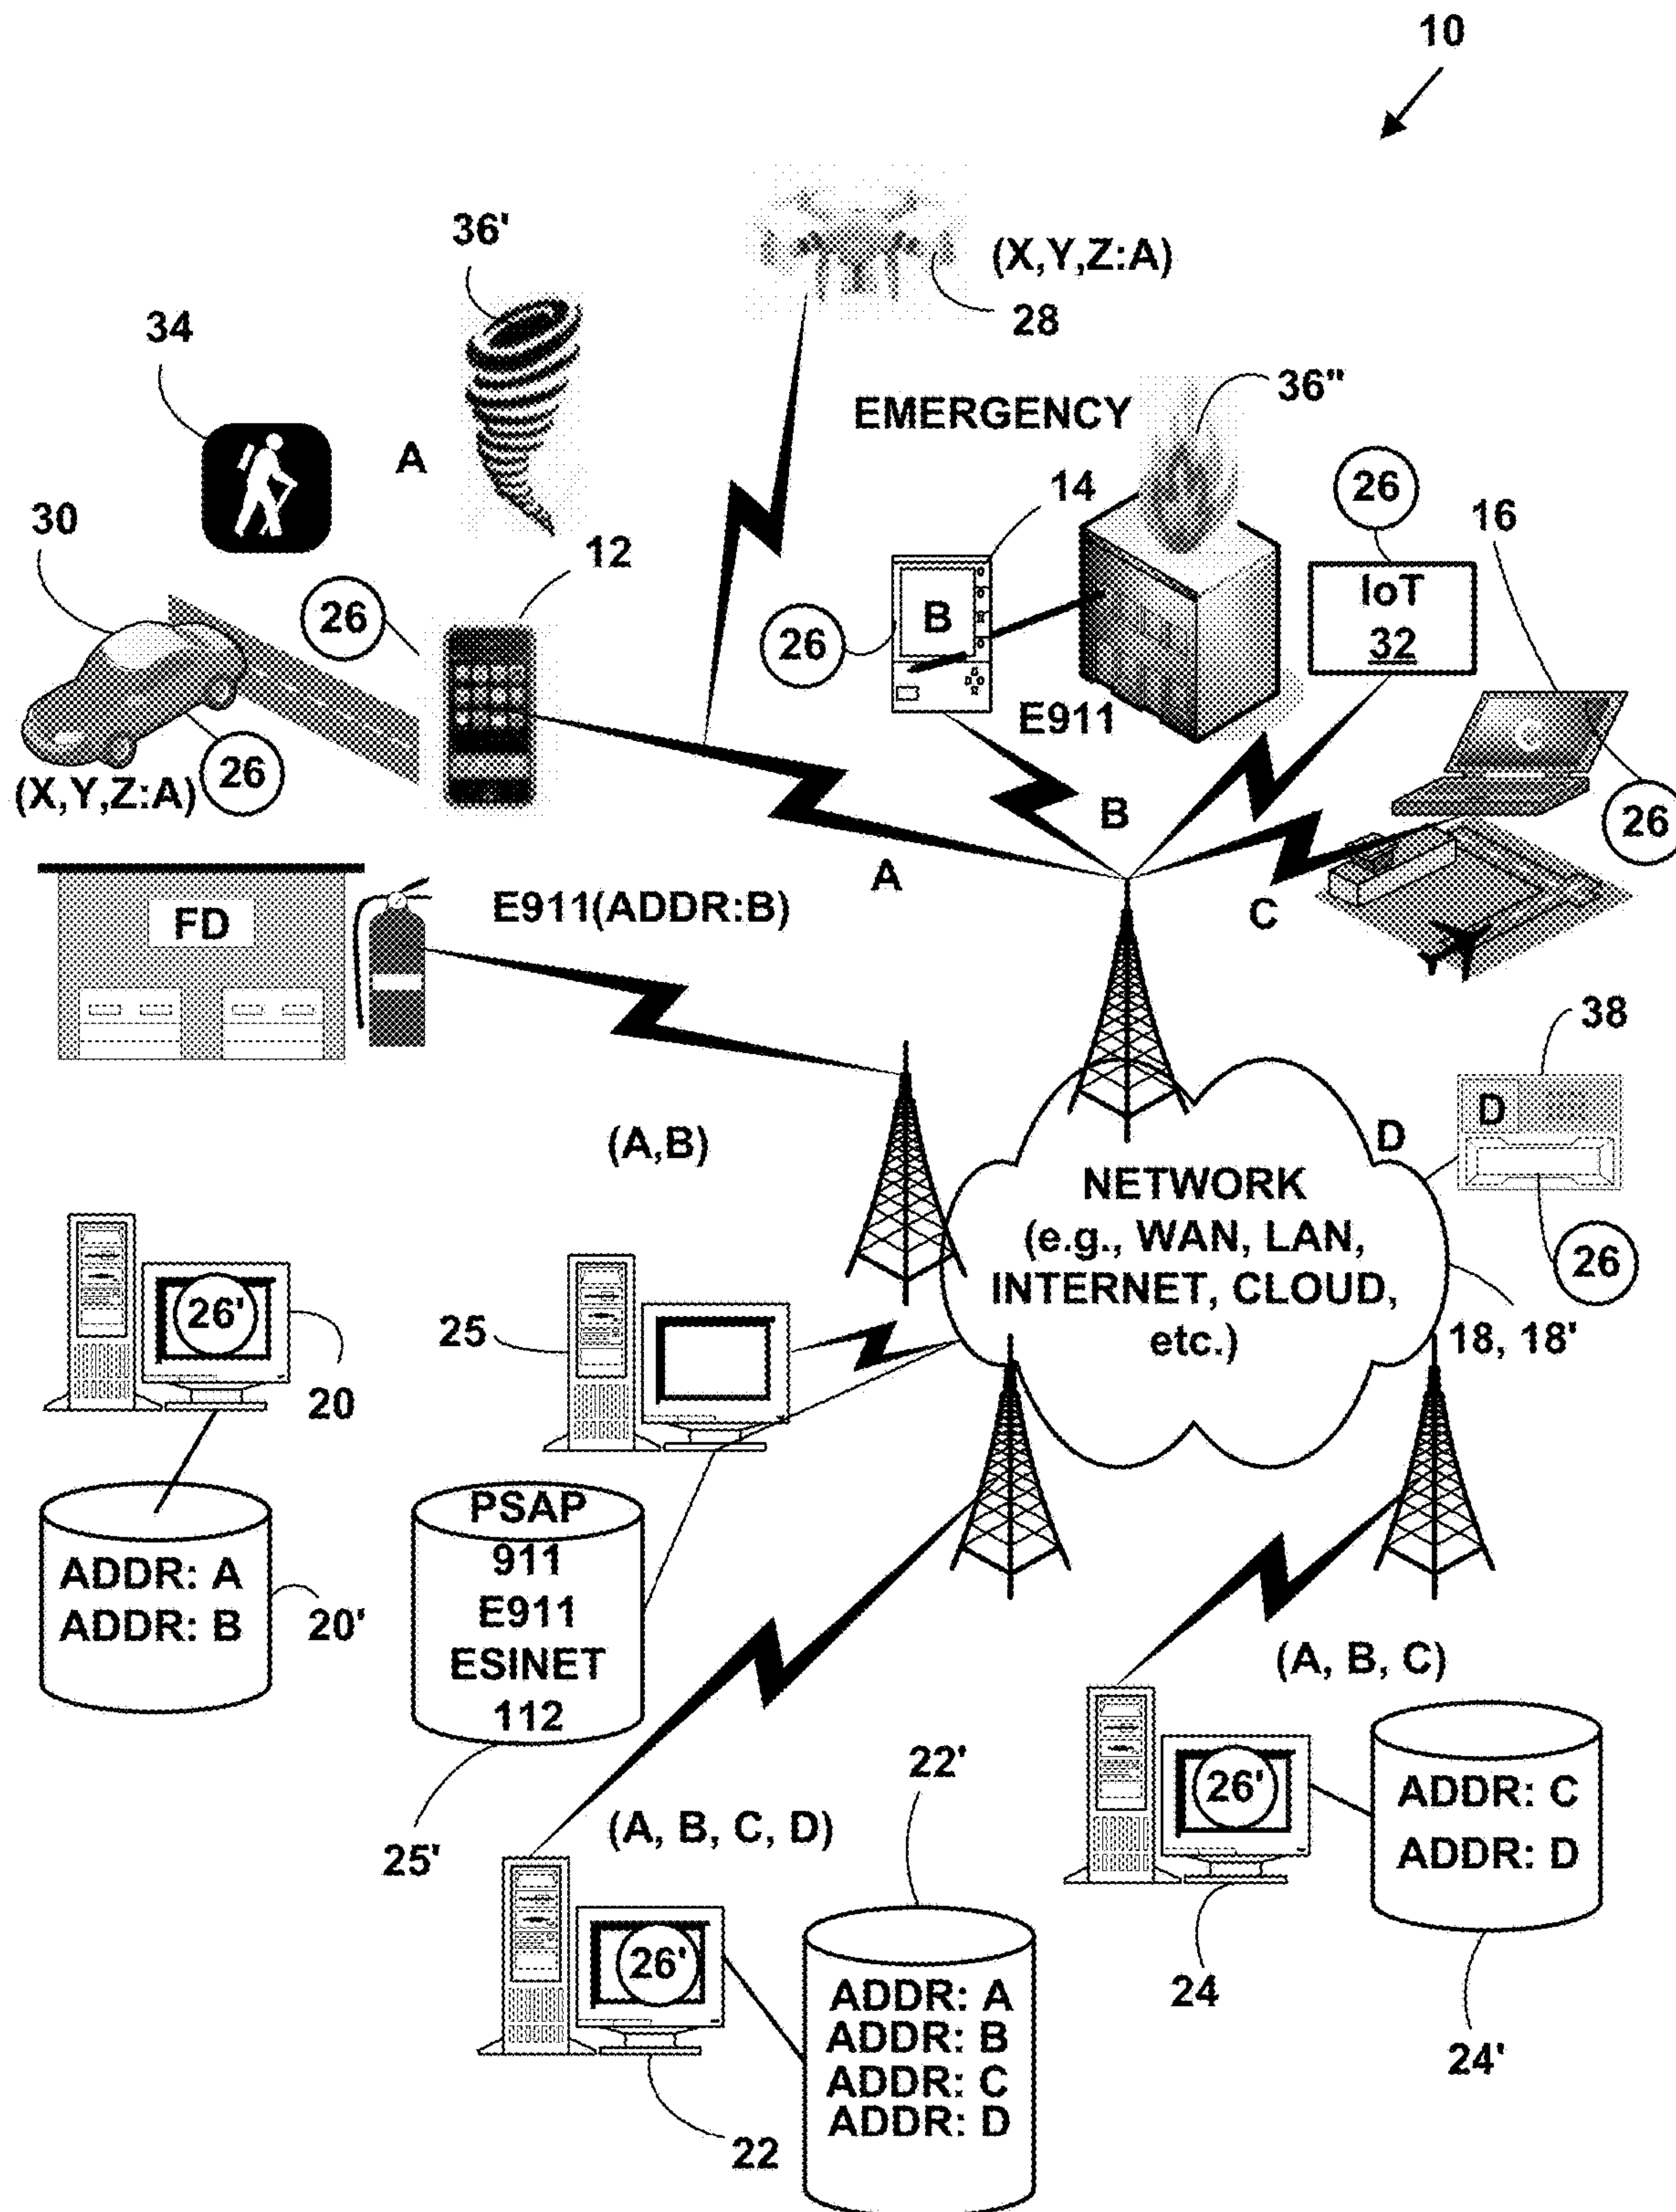 10
36'
(X,Y,Z:A)
28
34
EMERGENCY
36"
A
14
26
16
30
12
IoT
32
26
B
26
E911
(X,Y,Z:A)
26
B
26
A
C
FD
E911(ADDR:B)
38
D
D
(A,B)
NETWORK
(e.g., WAN, LAN,
INTERNET, CLOUD,
etc.)
26
18, 18'
26'
20
25
PSAP
911
E911
ESINET
112
ADDR: A
ADDR: B
20'
(A, B, C)
25'
(A, B, C, D)
22'
26'
ADDR: C
ADDR: D
24
24'
26'
22
ADDR: A
ADDR: B
ADDR: C
ADDR: D